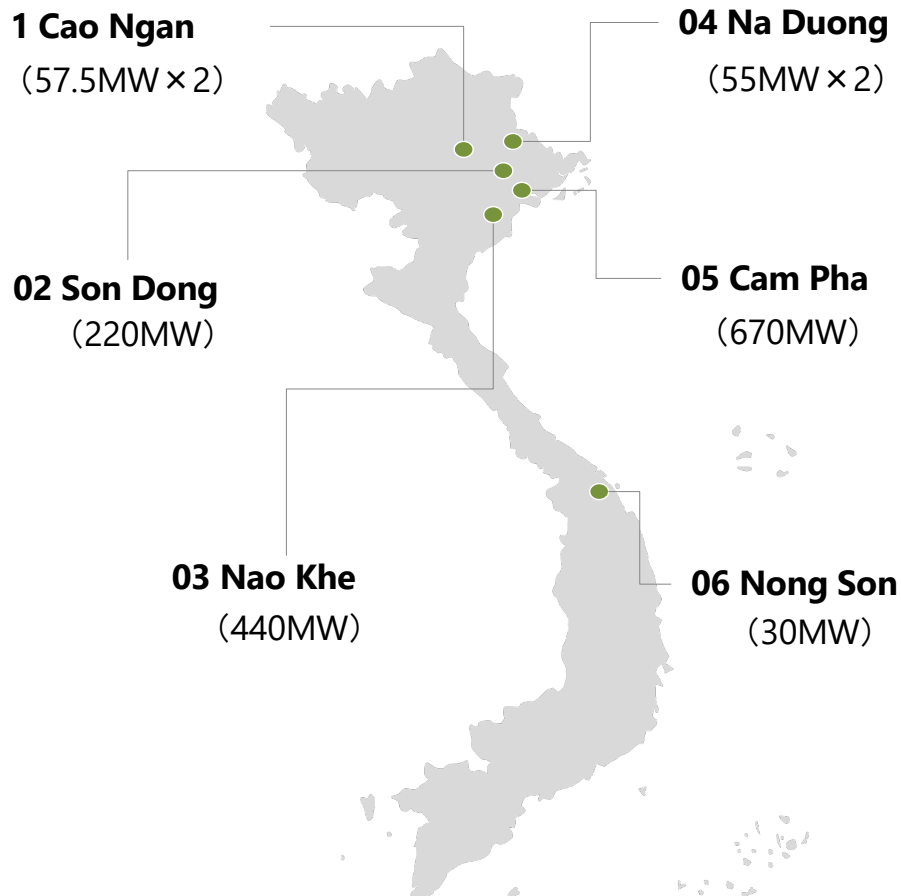 1 Cao Ngan
（57.5MW×2）
02 Son Dong
（220MW）
03 Nao Khe
（440MW）
04 Na Duong
（55MW×2）
05 Cam Pha
（670MW）
06 Nong Son
（30MW）